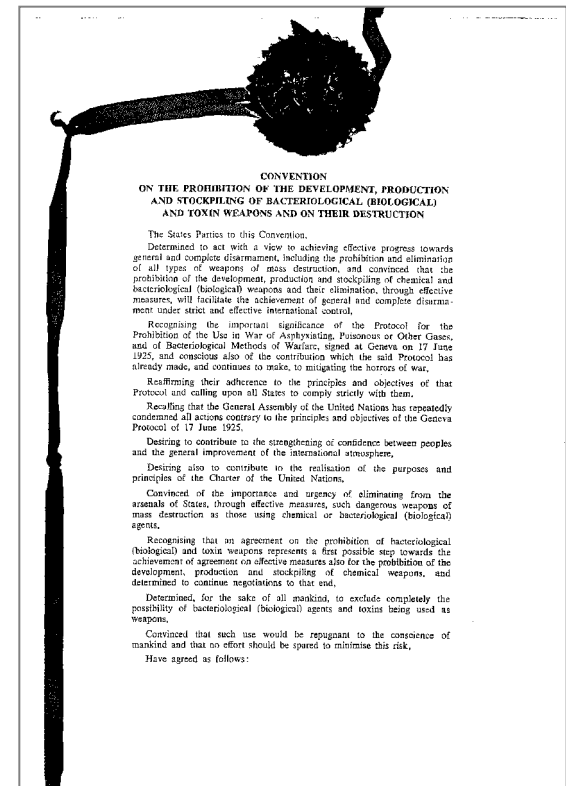 CONVENTION
ON THE PROHIBITION OF THE DEVELOPMENT, PRODUCTION
AND STOCKPILING OF BACTERIOLOGICAL (BIOLOGICAL)
AND TOXIN WEAPONS AND ON THEIR DESTRUCTION
The States Parties to this Convention,
Determined to act with a view to achieving effective progress towards
general and complete disarmament, including the prohibition and elimination
of all types of weapons of mass destruction, and convinced that the
prohibition of the development, production and stockpiling of chemical and
bacteriological (biological) weapons and their elimination, through effective
measures, will facilitate the achievement of general and complete disarma-
ment under strict and effective international control,
Recognising the important significance of the Protocol for the
Prohibition of the Use in War of Asphyxiating, Poisonous or Other Gases,
and of Bacteriological Methods of Warfare, signed at Geneva on 17 June
1925, and conscious also of the contribution which the said Protocol has
already made, and continues to make, to mitigating the horrors of war,
Reaffirming their adherence to the principles and objectives of that
Protocol and calling upon all States to comply strictly with them,
Recalling that the General Assembly of the United Nations has repeatedly
condemned all actions contrary to the principles and objectives of the Geneva
Protocol of 17 June 1925,
Desiring to contribute to the strengthening of confidence between peoples
and the general improvement of the international atmosphere,
Desiring also to contribute to the realisation of the purposes and
principles of the Charter of the United Nations,
Convinced of the importance and urgency of eliminating from the
arsenals of States, through effective measures, such dangerous weapons of
mass destruction as those using chemical or bacteriological (biological)
agents,
Recognising that an agreement on the prohibition of bacteriological
(biological) and toxin weapons represents a first possible step towards the
achievement of agreement on effective measures also for the prohibition of the
development, production and stockpiling of chemical weapons, and
determined to continue negotiations to that end,
Determined, for the sake of all mankind, to exclude completely the
possibility of bacteriological (biological) agents and toxins being used as
weapons,
Convinced that such use would be repugnant to the conscience of
mankind and that no effort should be spared to minimise this risk,
Have agreed as follows: